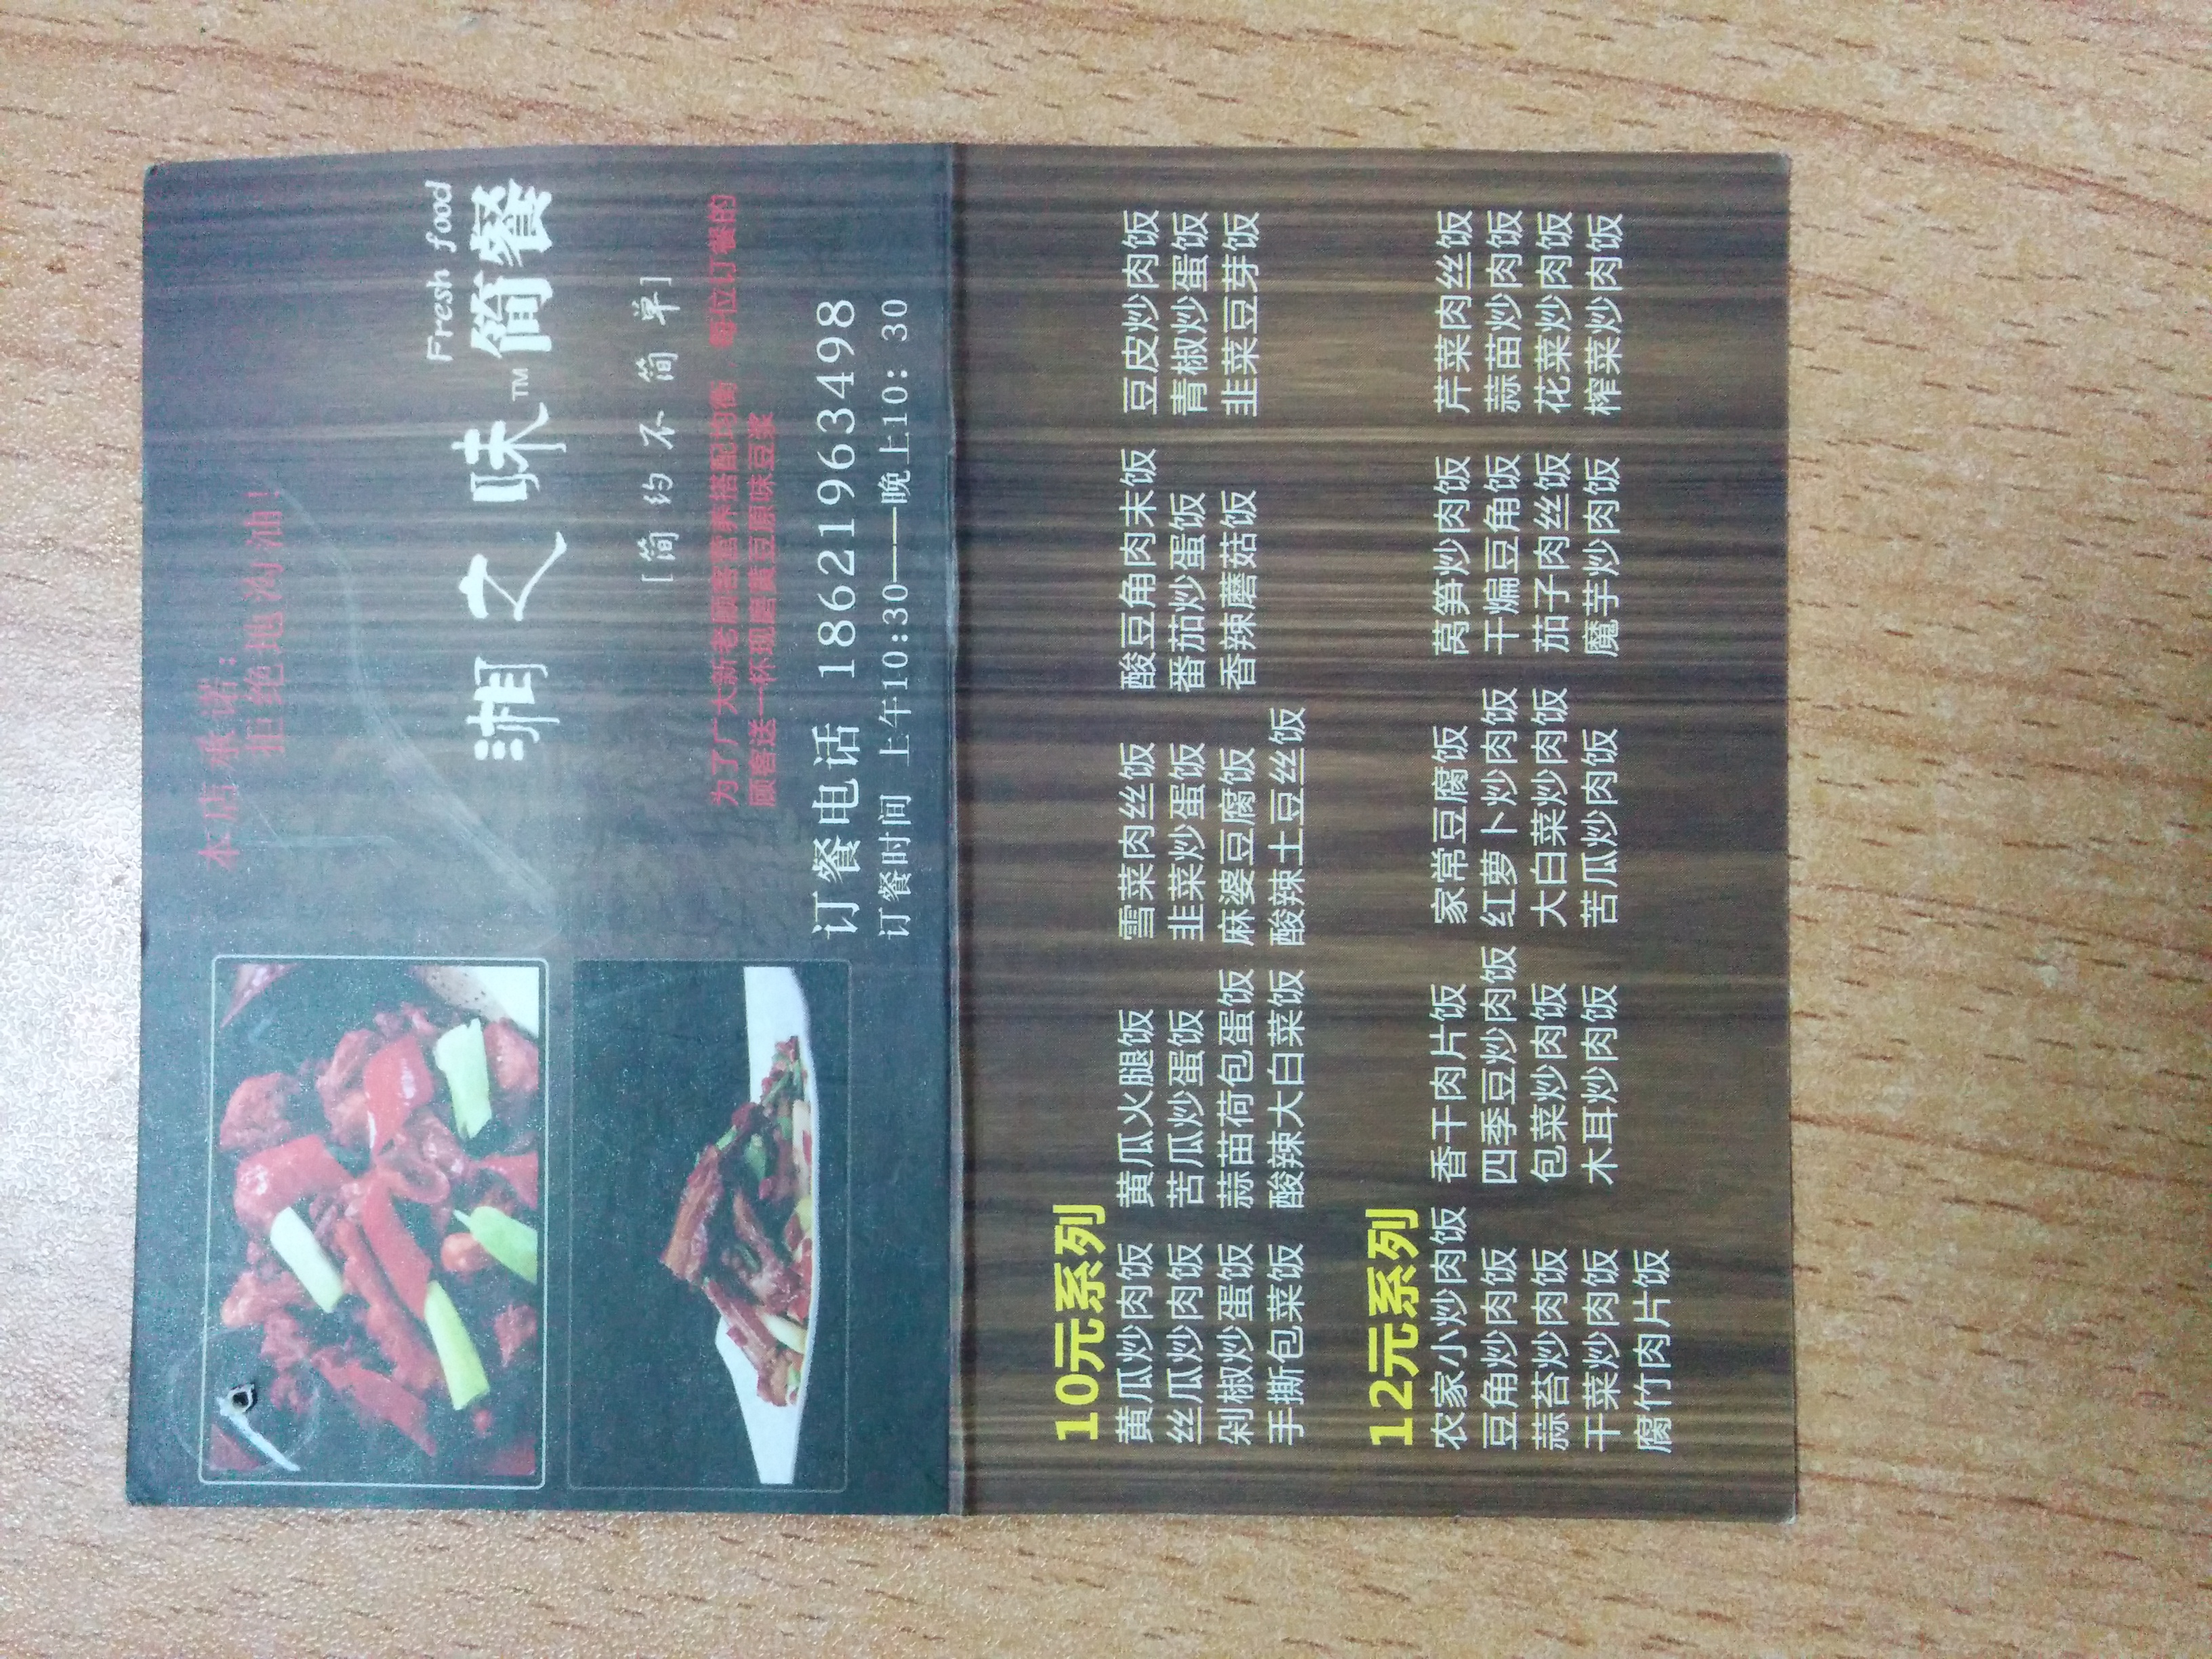 本店承诺：
拒绝地沟油！
Fresh food
湘之味™简餐
[简约不简单]
为了广大新老顾客营养搭配均衡，每位订餐的
顾客送一杯现磨黄豆原味豆浆
订餐电话 18621963498
订餐时间 上午10:30——晚上10：30
10元系列
黄瓜炒肉饭 黄瓜火腿饭 雪菜肉丝饭 酸豆角肉末饭 豆皮炒肉饭
丝瓜炒肉饭 苦瓜炒蛋饭 韭菜炒蛋饭 番茄炒蛋饭 青椒炒蛋饭
剁椒炒蛋饭 蒜苗荷包蛋饭 麻婆豆腐饭 香辣蘑菇饭 韭菜豆芽饭
手撕包菜饭 酸辣大白菜饭 酸辣土豆丝饭
12元系列
农家小炒肉饭 香干肉片饭 家常豆腐饭 莴笋炒肉饭 芹菜肉丝饭
豆角炒肉饭 四季豆炒肉饭 红萝卜炒肉饭 干煸豆角饭 蒜苗炒肉饭
蒜苔炒肉饭 包菜炒肉饭 大白菜炒肉饭 茄子肉丝饭 花菜炒肉饭
干菜炒肉饭 木耳炒肉饭 苦瓜炒肉饭 魔芋炒肉饭 榨菜炒肉饭
腐竹肉片饭